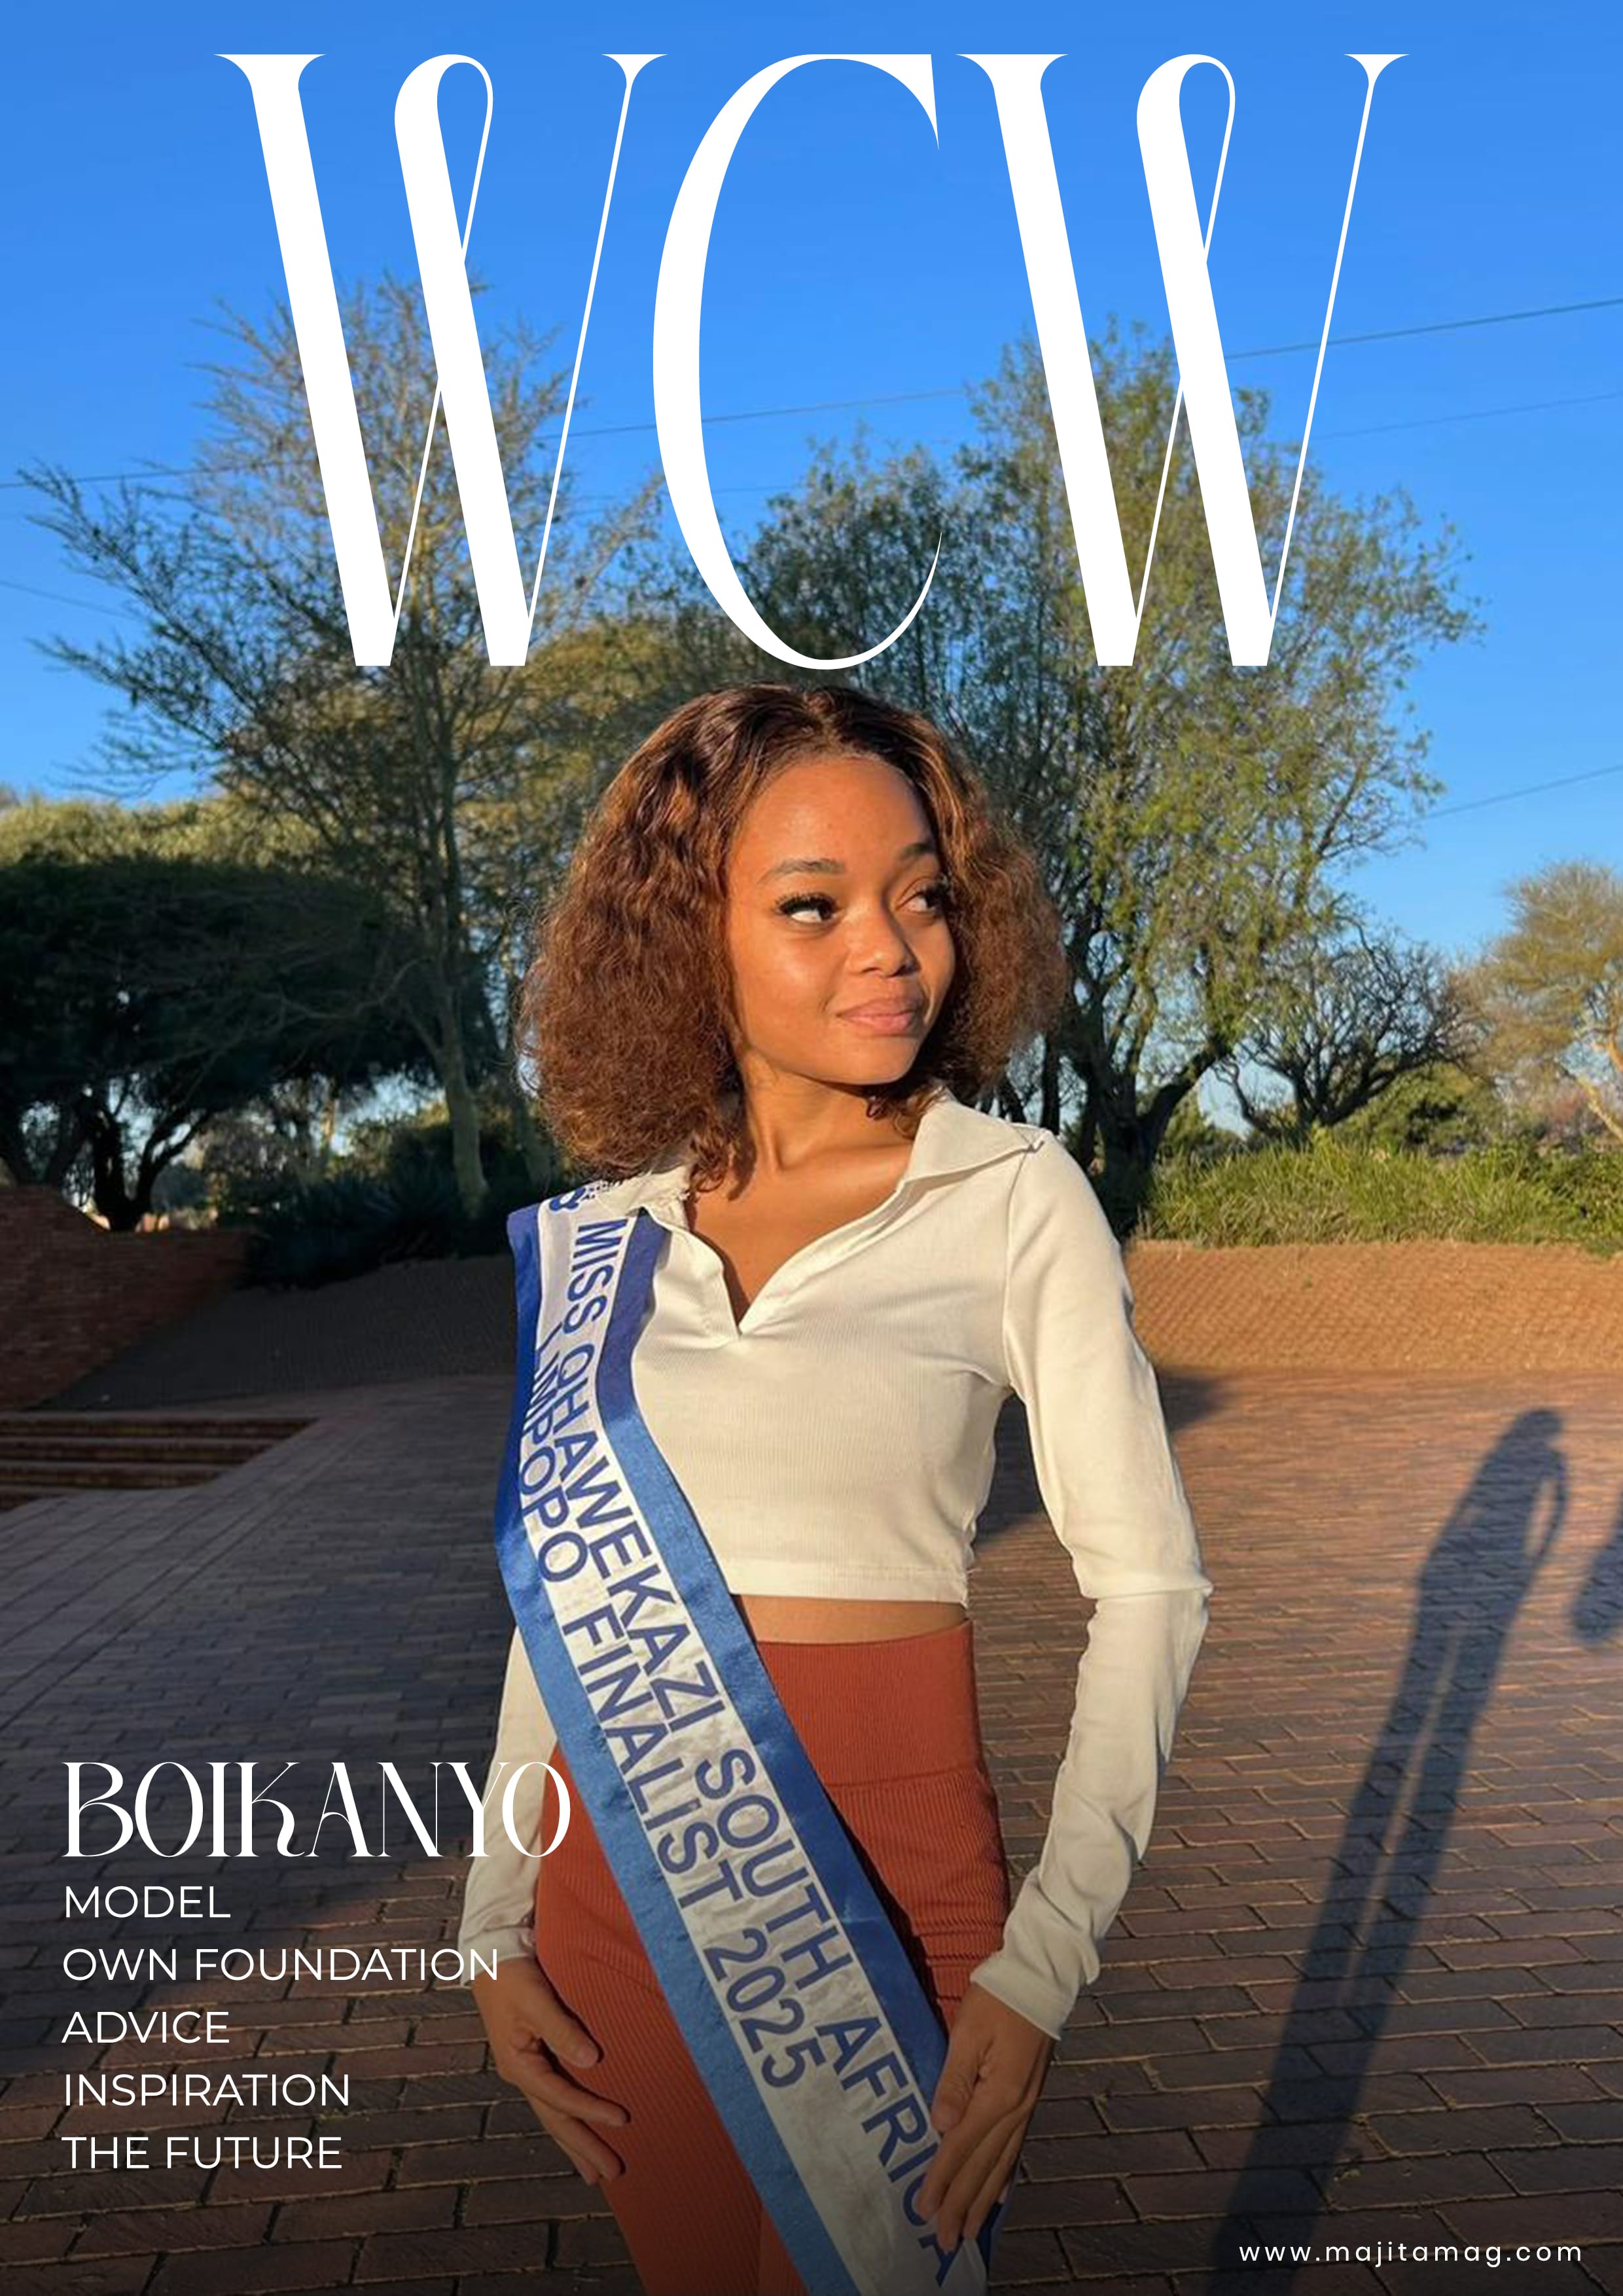 WCW
MISS QHAWEKAZI SOUTH AFRICA
LIMPOPO FINALIST 2025
BOIKANYO
MODEL
OWN FOUNDATION
ADVICE
INSPIRATION
THE FUTURE
www.majitamag.com